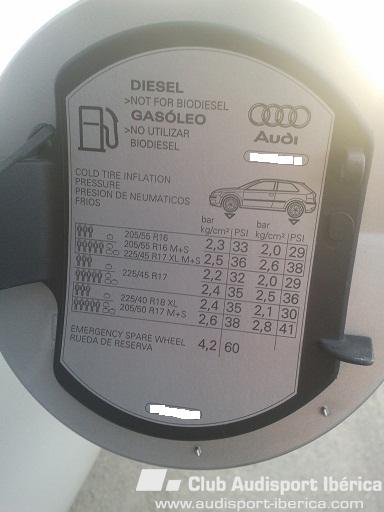 DIESEL
>NOT FOR BIODIESEL
GASÓLEO
>NO UTILIZAR
BIODIESEL
Audi
COLD TIRE INFLATION
PRESSURE
PRESION DE NEUMATICOS
FRIOS
bar bar
kg/cm² PSI kg/cm² PSI
205/55 R16
205/55 R16 M+S 2,3 33 2,0 29
225/45 R17 XL M+S 2,5 36 2,6 38
225/45 R17 2,2 32 2,0 29
2,4 35 2,5 36
225/40 R18 XL 2,4 35 2,1 30
205/50 R17 M+S 2,6 38 2,8 41
EMERGENCY SPARE WHEEL
RUEDA DE RESERVA 4,2 60
Club Audisport Ibérica
www.audisport-iberica.com